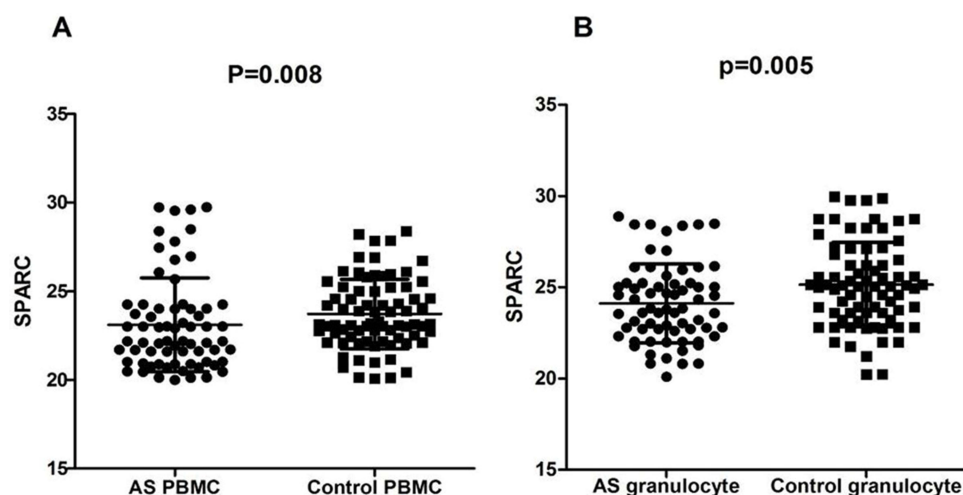 A
P=0.008
SPARC
35
30
25
20
15
AS PBMC
Control PBMC
B
p=0.005
SPARC
35
30
25
20
15
AS granulocyte
Control granulocyte